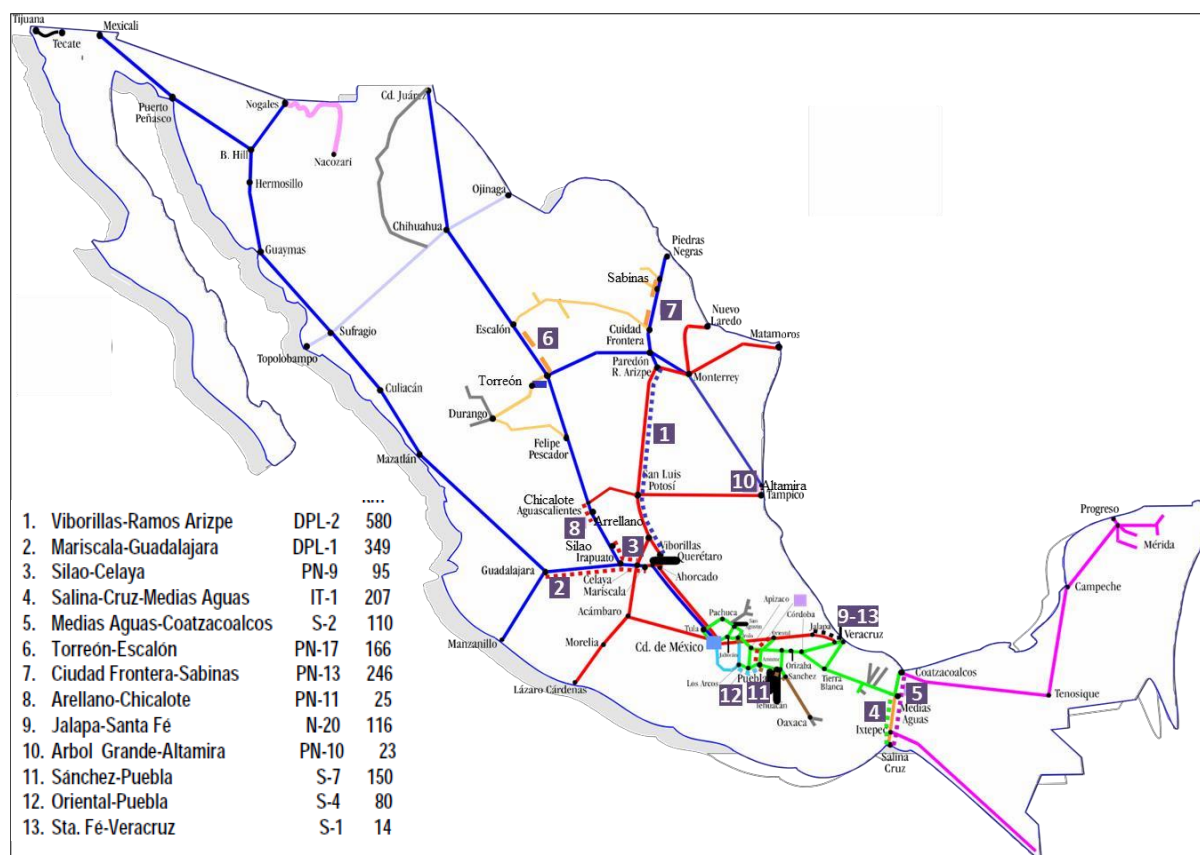 Tijuana
Tecate
Mexicali
Puerto
Peñasco
Nogales
B. Hill
Nacozari
Hermosillo
Guaymas
Cd. Juárez
Ojinaga
Chihuahua
Sufragio
Topolobampo
Culiacán
Mazatlán
Piedras
Negras
Sabinas
7
Nuevo
Laredo
Matamoros
Escalón
6
Cuidad
Frontera
Paredón
R. Arizpe
Monterrey
Torreón
Durango
Felipe
Pescador
1
San Luis
Potosí
10
Altamira
Tampico
Chicalote
Aguascalientes
8
Arrellano
Silao
Irapuato
3
Viborillas
Querétaro
Ahorcado
Guadalajara
2
Celaya
Mariscala
Acámbaro
Morelia
Manzanillo
Lázaro Cárdenas
Pachuca
Tula
Cd. de México
Apizaco
Córdoba
Jalapa
9-13
Veracruz
Oriental
Los Arcos
12
Puebla
11
Tehuacan
Sanchez
Orizaba
Tierra
Blanca
Oaxaca
Coatzacoalcos
5
4
Medias
Aguas
Ixtepec
Salina
Cruz
Tenosique
Campeche
Progreso
Mérida
1. Viborillas-Ramos Arizpe DPL-2 580
2. Mariscala-Guadalajara DPL-1 349
3. Silao-Celaya PN-9 95
4. Salina-Cruz-Medias Aguas IT-1 207
5. Medias Aguas-Coatzacoalcos S-2 110
6. Torreón-Escalón PN-17 166
7. Ciudad Frontera-Sabinas PN-13 246
8. Arellano-Chicalote PN-11 25
9. Jalapa-Santa Fé N-20 116
10. Arbol Grande-Altamira PN-10 23
11. Sánchez-Puebla S-7 150
12. Oriental-Puebla S-4 80
13. Sta. Fé-Veracruz S-1 14